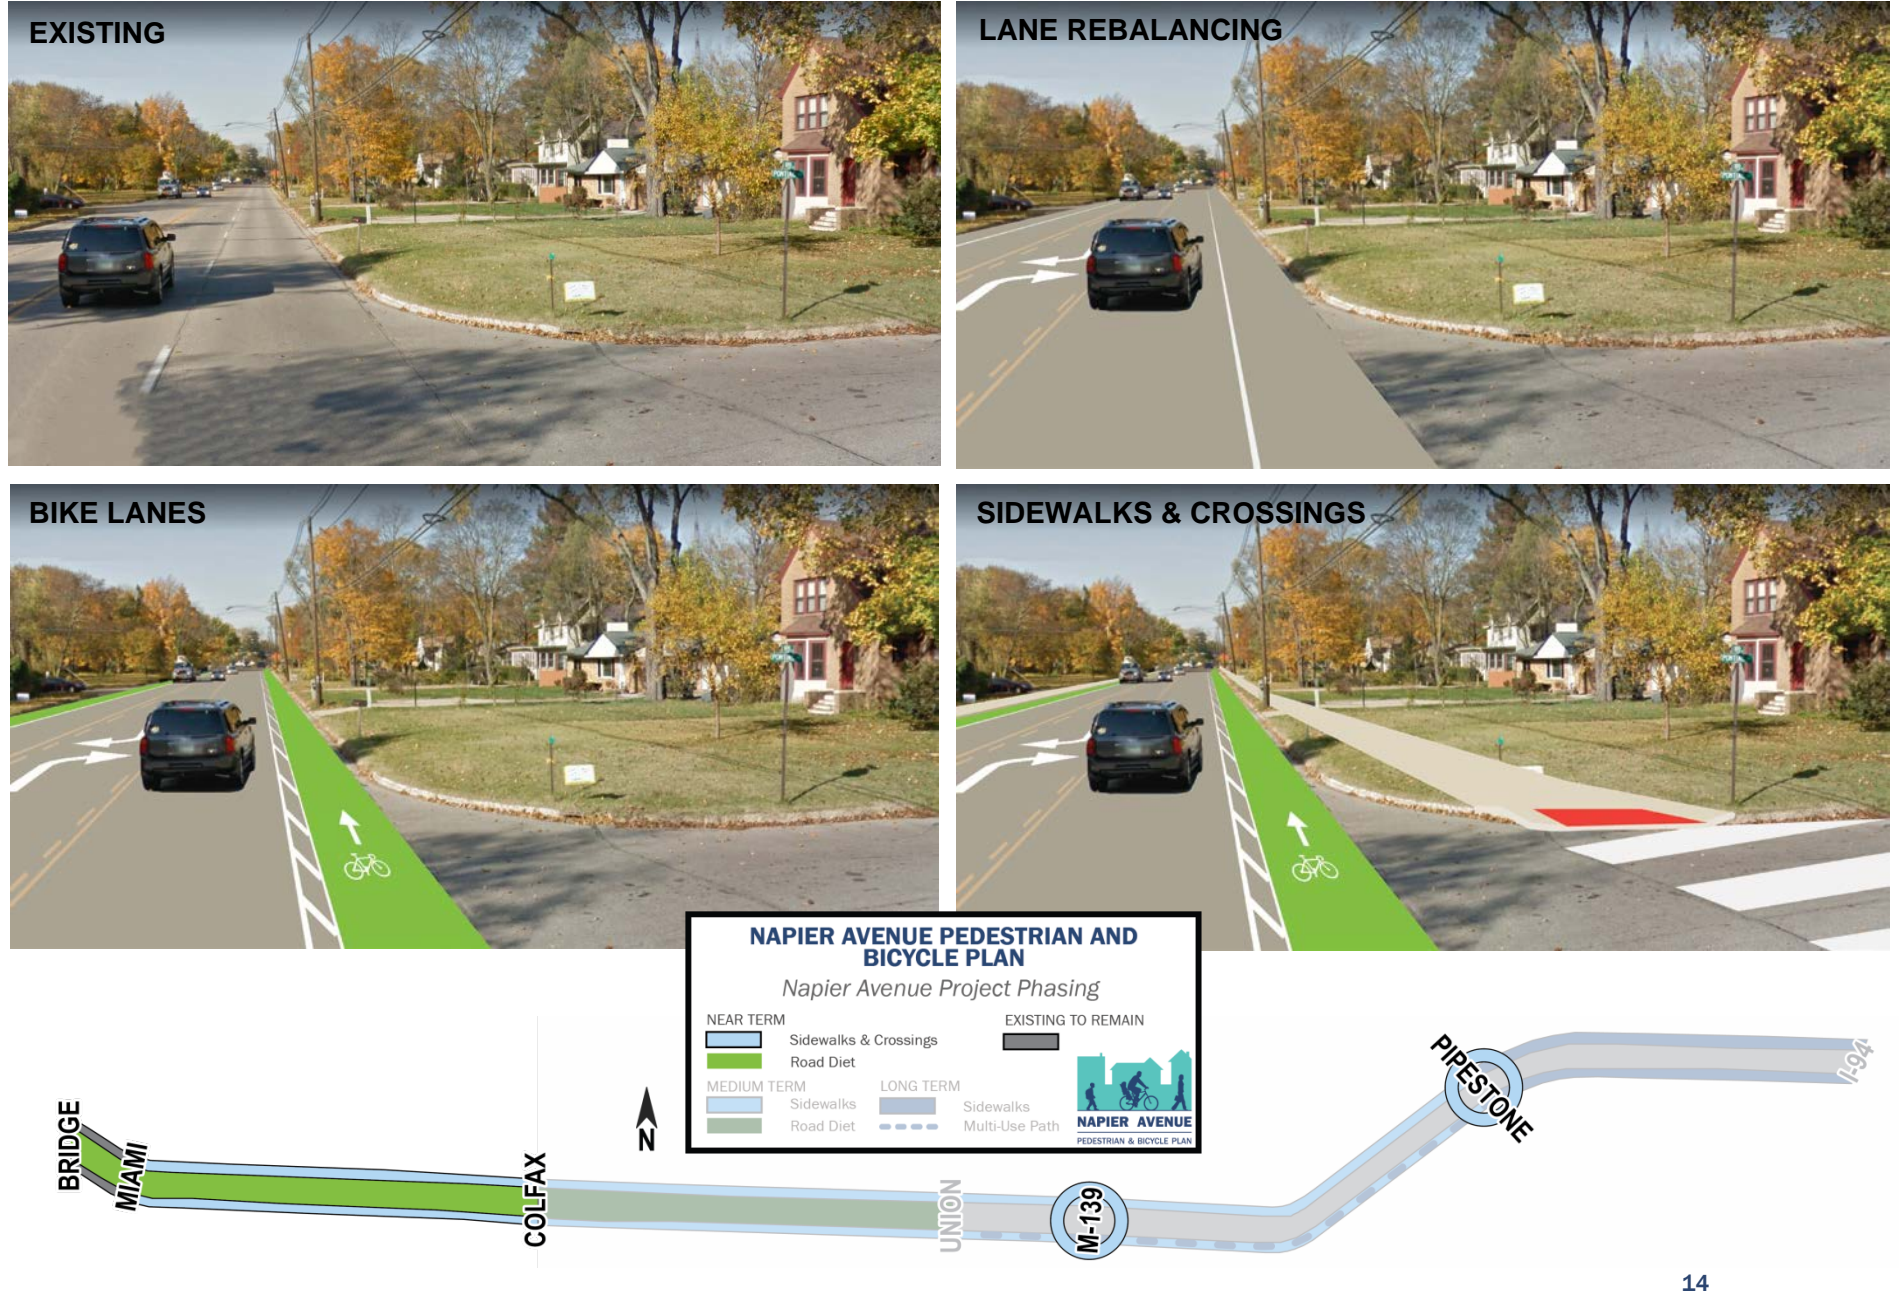 EXISTING
LANE REBALANCING
BIKE LANES
SIDEWALKS & CROSSINGS
NAPIER AVENUE PEDESTRIAN AND
BICYCLE PLAN
Napier Avenue Project Phasing
NEAR TERM
Sidewalks & Crossings
Road Diet
EXISTING TO REMAIN
MEDIUM TERM
Sidewalks
Road Diet
LONG TERM
Sidewalks
Multi-Use Path
NAPIER AVENUE
PEDESTRIAN & BICYCLE PLAN
BRIDGE
MIAMI
COLFAX
N
UNION
M-139
PIPESTONE
I-94
14